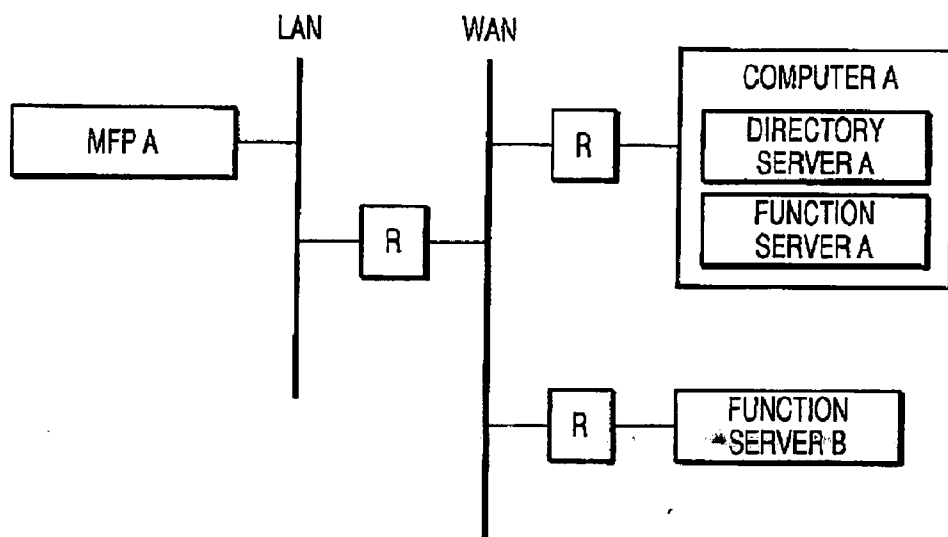 LAN
WAN
MFP A
R
R
COMPUTER A
DIRECTORY
SERVER A
FUNCTION
SERVER A
R
FUNCTION
SERVER B